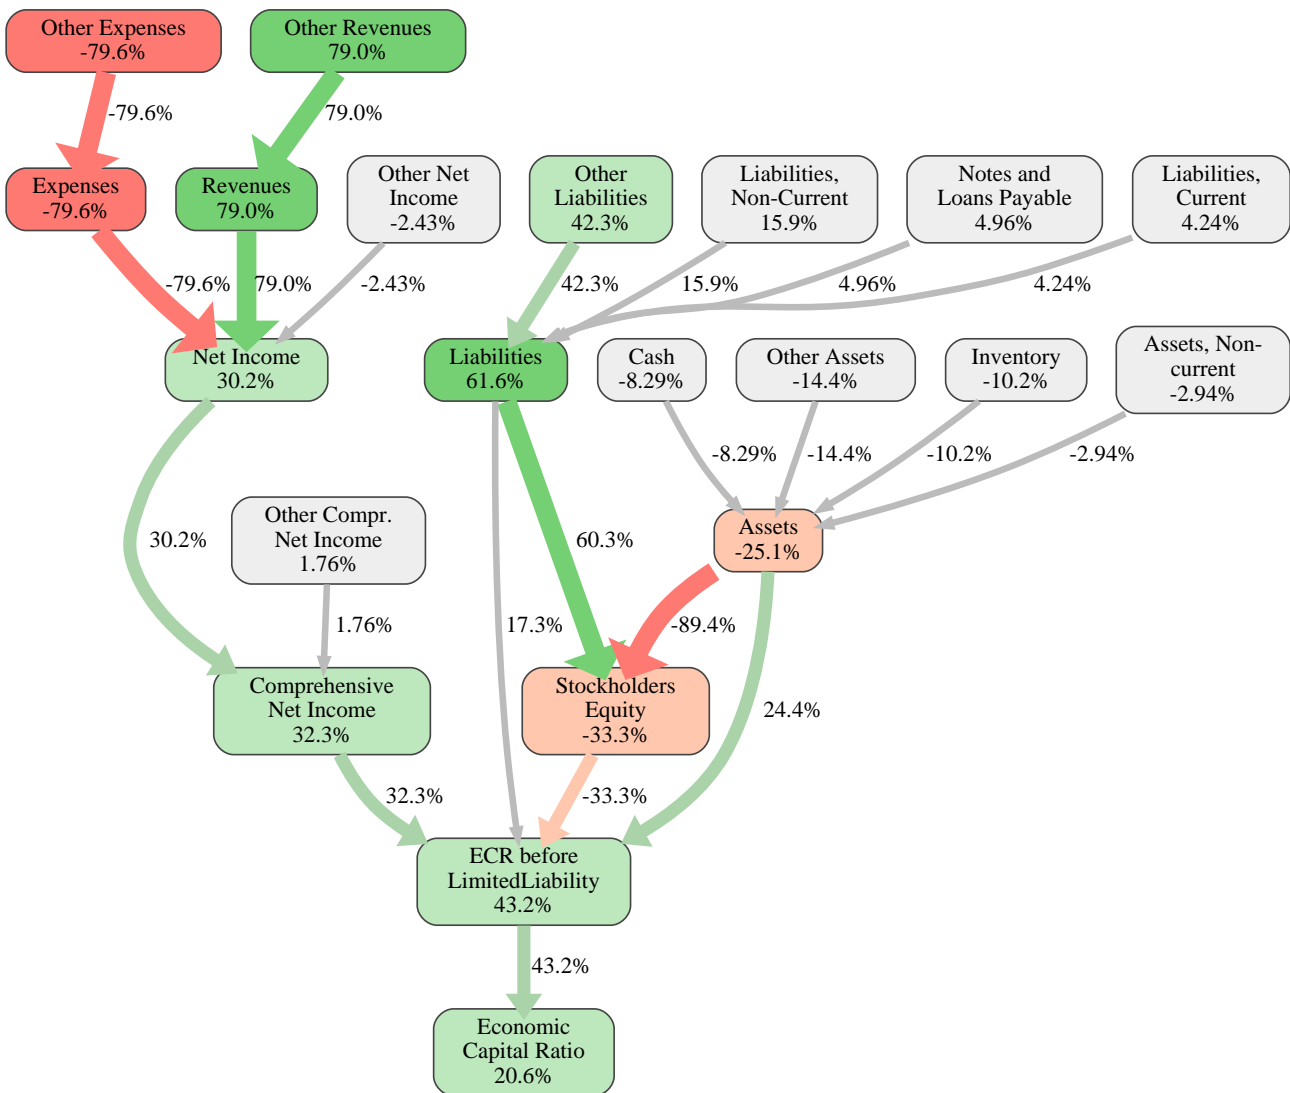 Other Expenses
-79.6%
Other Revenues
79.0%
-79.6%
79.0%
Expenses
-79.6%
Revenues
79.0%
Other Net
Income
-2.43%
Other
Liabilities
42.3%
Liabilities,
Non-Current
15.9%
Notes and
Loans Payable
4.96%
Liabilities,
Current
4.24%
-79.6%
79.0%
-2.43%
42.3%
15.9%
4.96%
4.24%
Net Income
30.2%
Liabilities
61.6%
Cash
-8.29%
Other Assets
-14.4%
Inventory
-10.2%
Assets, Non-
current
-2.94%
-8.29%
-14.4%
-10.2%
-2.94%
Other Compr.
Net Income
1.76%
Assets
-25.1%
30.2%
60.3%
1.76%
17.3%
-89.4%
24.4%
Comprehensive
Net Income
32.3%
Stockholders
Equity
-33.3%
32.3%
-33.3%
ECR before
LimitedLiability
43.2%
43.2%
Economic
Capital Ratio
20.6%